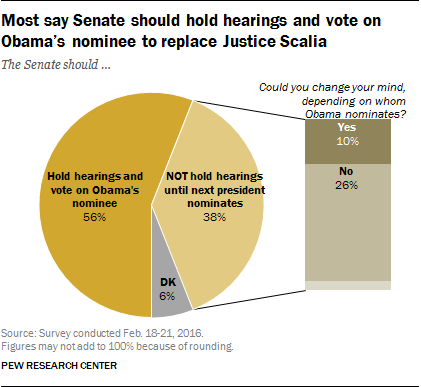 Most say Senate should hold hearings and vote on
Obama's nominee to replace Justice Scalia
The Senate should ...
Could you change your mind,
depending on whom
Obama nominates?
Yes
10%
No
26%
Hold hearings and
vote on Obama's
nominee
56%
NOT hold hearings
until next president
nominates
38%
DK
6%
Source: Survey conducted Feb. 18-21, 2016.
Figures may not add to 100% because of rounding.
PEW RESEARCH CENTER